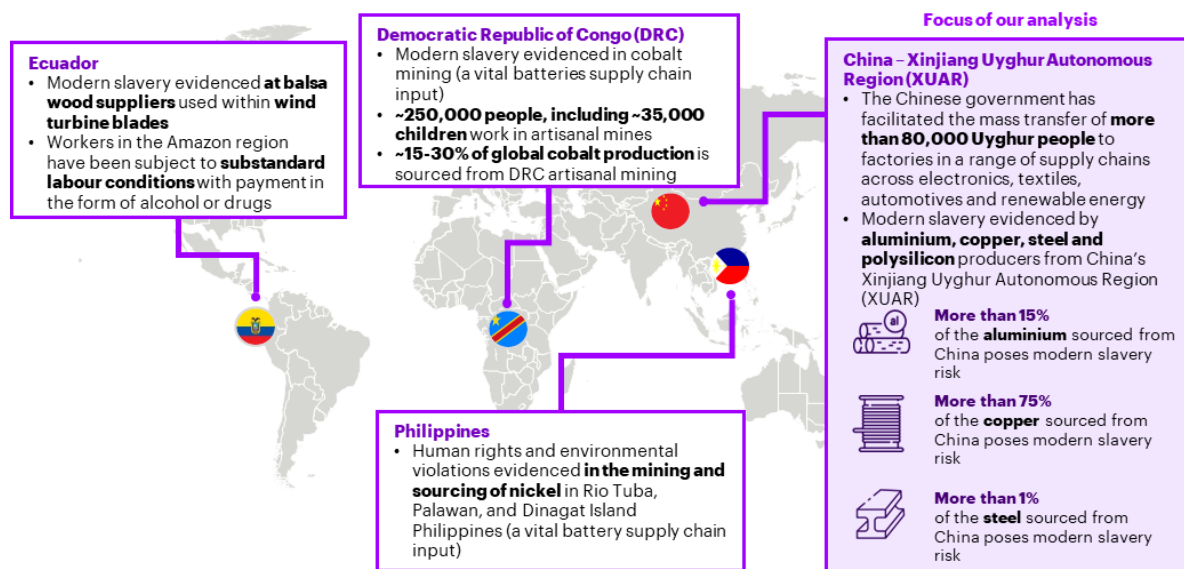 Focus of our analysis
Ecuador
• Modern slavery evidenced at balsa
wood suppliers used within wind
turbine blades
• Workers in the Amazon region
have been subject to substandard
labour conditions with payment in
the form of alcohol or drugs
Democratic Republic of Congo (DRC)
• Modern slavery evidenced in cobalt
mining (a vital batteries supply chain
input)
• ~250,000 people, including ~35,000
children work in artisanal mines
• ~15-30% of global cobalt production is
sourced from DRC artisanal mining
Philippines
• Human rights and environmental
violations evidenced in the mining and
sourcing of nickel in Rio Tuba,
Palawan, and Dinagat Island
Philippines (a vital battery supply chain
input)
China – Xinjiang Uyghur Autonomous
Region (XUAR)
• The Chinese government has
facilitated the mass transfer of more
than 80,000 Uyghur people to
factories in a range of supply chains
across electronics, textiles,
automotives and renewable energy
• Modern slavery evidenced by
aluminium, copper, steel and
polysilicon producers from China's
Xinjiang Uyghur Autonomous Region
(XUAR)
al
More than 15%
of the aluminium sourced from
China poses modern slavery
risk
More than 75%
of the copper sourced from
China poses modern slavery
risk
More than 1%
of the steel sourced from
China poses modern slavery
risk